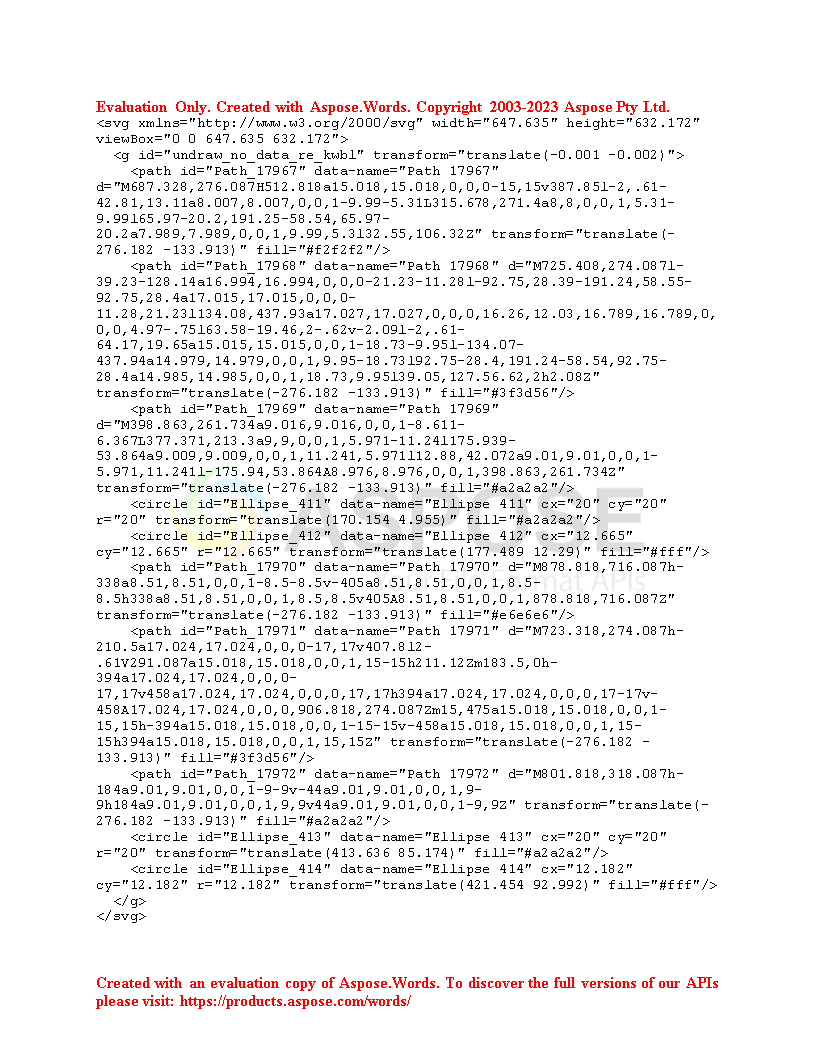 Evaluation Only. Created with Aspose.Words. Copyright 2003-2023 Aspose Pty Ltd.
<svg xmlns="http://www.w3.org/2000/svg" width="647.635" height="632.172"
viewBox="0 0 647.635 632.172">
<g id="undraw_no_data_re_kwbl" transform="translate(-0.001 -0.002)">
<path id="Path_17967" data-name="Path 17967"
d="M687.328,276.087H512.818a15.018,15.018,0,0,0-15,15v387.85l-2,.61-
42.81,13.11a8.007,8.007,0,0,1-9.99-5.31L315.678,271.4a8,8,0,0,1,5.31-
9.99l65.97-20.2,191.25-58.54,65.97-
20.2a7.989,7.989,0,0,1,9.99,5.3l32.55,106.32Z" transform="translate(-
276.182 -133.913)" fill="#f2f2f2"/>
<path id="Path_17968" data-name="Path 17968" d="M725.408,274.087l-
39.23-128.14a16.994,16.994,0,0,0-21.23-11.28l-92.75,28.39-191.24,58.55-
92.75,28.4a17.015,17.015,0,0,0-
11.28,21.23l134.08,437.93a17.027,17.027,0,0,0,16.26,12.03,16.789,16.789,0,
0,0,4.97-.75l63.58-19.46,2-.62v-2.09l-2,.61-
64.17,19.65a15.015,15.015,0,0,1-18.73-9.95l-134.07-
437.94a14.979,14.979,0,0,1,9.95-18.73l92.75-28.4,191.24-58.54,92.75-
28.4a14.985,14.985,0,0,1,18.73,9.95l39.05,127.56.62,2h2.08Z"
transform="translate(-276.182 -133.913)" fill="#3f3d56"/>
<path id="Path_17969" data-name="Path 17969"
d="M398.863,261.734a9.016,9.016,0,0,1-8.611-
6.367L377.371,213.3a9,9,0,0,1,5.971-11.24l175.939-
53.864a9.009,9.009,0,0,1,11.241,5.971l12.88,42.072a9.01,9.01,0,0,1-
5.971,11.241l-175.94,53.864A8.976,8.976,0,0,1,398.863,261.734Z"
transform="translate(-276.182 -133.913)" fill="#a2a2a2"/>
<circle id="Ellipse_411" data-name="Ellipse 411" cx="20" cy="20"
r="20" transform="translate(170.154 4.955)" fill="#a2a2a2"/>
<circle id="Ellipse_412" data-name="Ellipse 412" cx="12.665"
cy="12.665" r="12.665" transform="translate(177.489 12.29)" fill="#fff"/>
<path id="Path_17970" data-name="Path 17970" d="M878.818,716.087h-
338a8.51,8.51,0,0,1-8.5-8.5v-405a8.51,8.51,0,0,1,8.5-
8.5h338a8.51,8.51,0,0,1,8.5,8.5v405A8.51,8.51,0,0,1,878.818,716.087Z"
transform="translate(-276.182 -133.913)" fill="#e6e6e6"/>
<path id="Path_17971" data-name="Path 17971" d="M723.318,274.087h-
210.5a17.024,17.024,0,0,0-17,17v407.8l2-
.61V291.087a15.018,15.018,0,0,1,15-15h211.12Zm183.5,0h-
394a17.024,17.024,0,0,0-
17,17v458a17.024,17.024,0,0,0,17,17h394a17.024,17.024,0,0,0,17-17v-
458A17.024,17.024,0,0,0,906.818,274.087Zm15,475a15.018,15.018,0,0,1-
15,15h-394a15.018,15.018,0,0,1-15-15v-458a15.018,15.018,0,0,1,15-
15h394a15.018,15.018,0,0,1,15,15Z" transform="translate(-276.182 -
133.913)" fill="#3f3d56"/>
<path id="Path_17972" data-name="Path 17972" d="M801.818,318.087h-
184a9.01,9.01,0,0,1-9-9v-44a9.01,9.01,0,0,1,9-
9h184a9.01,9.01,0,0,1,9,9v44a9.01,9.01,0,0,1-9,9Z" transform="translate(-
276.182 -133.913)" fill="#a2a2a2"/>
<circle id="Ellipse_413" data-name="Ellipse 413" cx="20" cy="20"
r="20" transform="translate(413.636 85.174)" fill="#a2a2a2"/>
<circle id="Ellipse_414" data-name="Ellipse 414" cx="12.182"
cy="12.182" r="12.182" transform="translate(421.454 92.992)" fill="#fff"/>
</g>
</svg>
ASPOSE
Your File Format APIs
Created with an evaluation copy of Aspose.Words. To discover the full versions of our APIs
please visit: https://products.aspose.com/words/